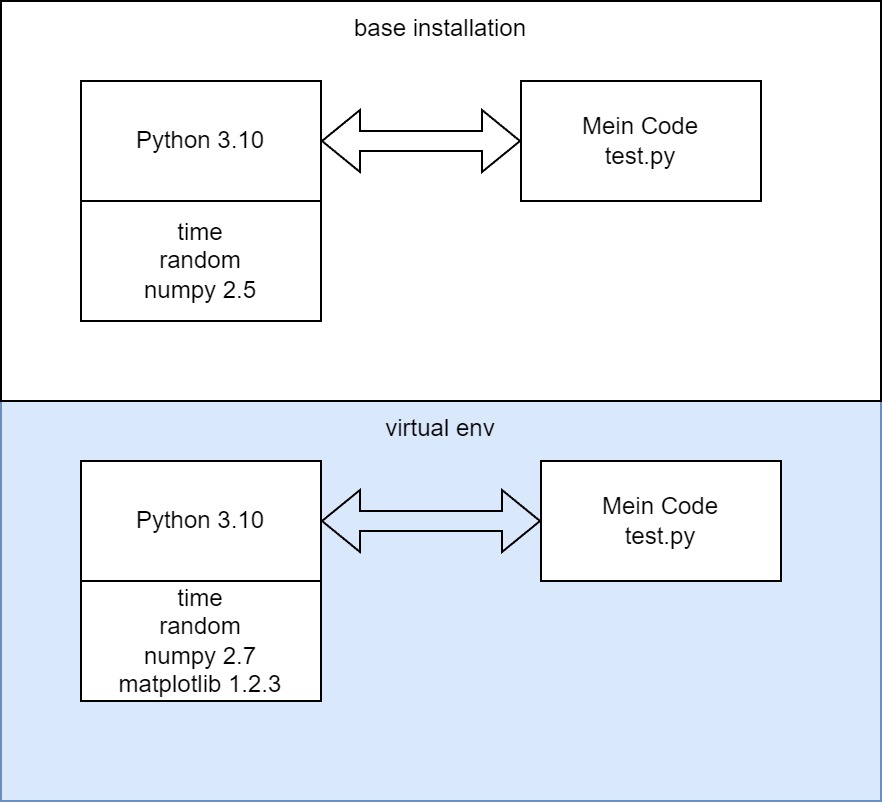 base installation
Python 3.10
Mein Code
test.py
time
random
numpy 2.5
virtual env
Python 3.10
Mein Code
test.py
time
random
numpy 2.7
matplotlib 1.2.3